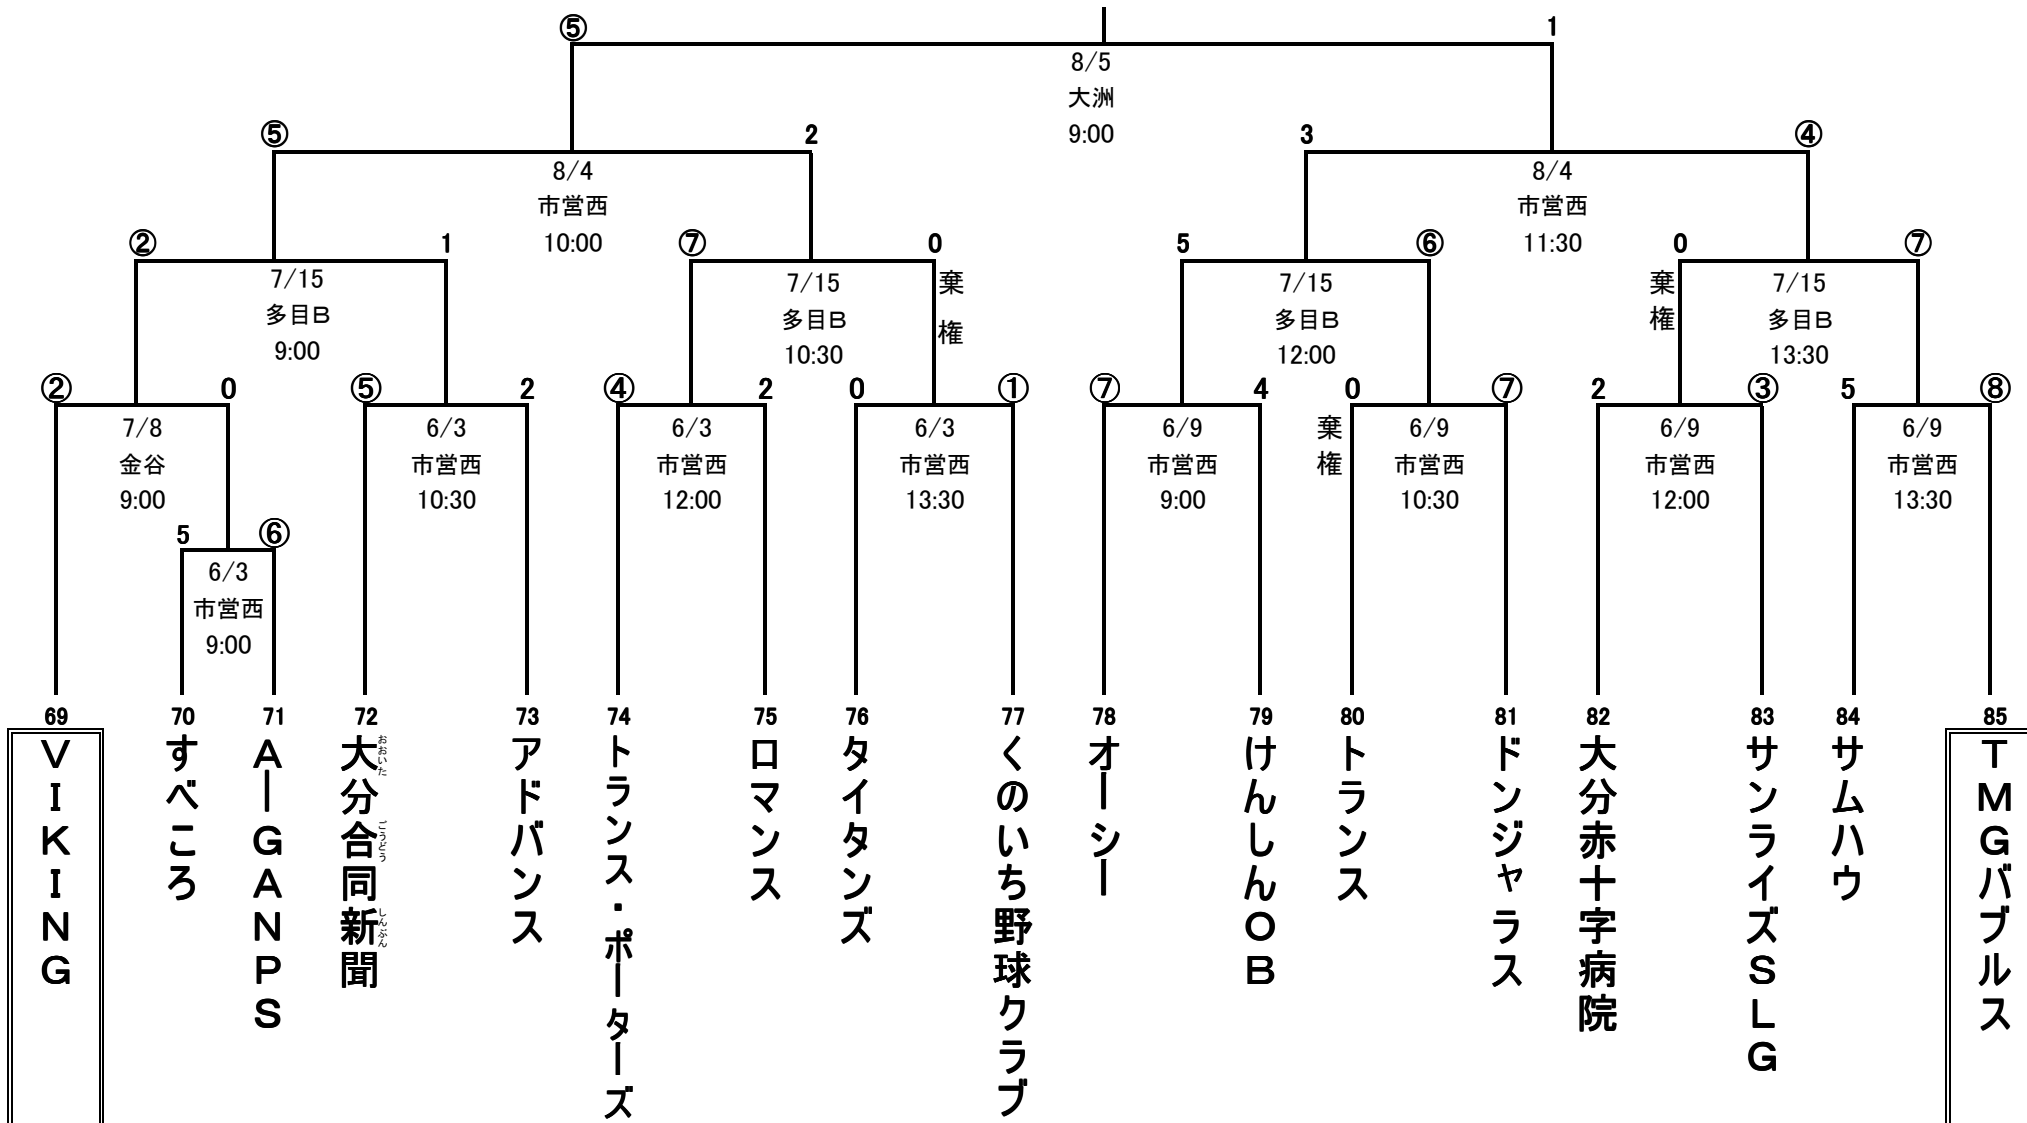 ⑤ 1
8/5
大洲
9:00
⑤ 2 3 ④
8/4 8/4
市営西 市営西
10:00 11:30
② 1 ⑦ 0 5 ⑥ 0 ⑦
7/15 7/15 棄権 7/15 棄権 7/15
多目B 多目B 多目B 多目B
9:00 10:30 12:00 13:30
② 0 ⑤ 2 ④ 2 0 ① ⑦ 4 0 ⑦ 2 ③ 5 ⑧
7/8 6/3 6/3 6/3 6/9 棄権 6/9 6/9 6/9
金谷 市営西 市営西 市営西 市営西 市営西 市営西 市営西
9:00 10:30 12:00 13:30 9:00 10:30 12:00 13:30
5 ⑥
6/3
市営西
9:00
69 70 71 72 73 74 75 76 77 78 79 80 81 82 83 84 85
VIKING
すべころ
A－GANPS
大分合同新聞
おおいた ごうどう しんぶん
アドバンス
トランス・ポーターズ
ロマンス
タイタンズ
くのいち野球クラブ
オーシー
けんしんOB
トランス
ドンジャラス
大分赤十字病院
サンライズSLG
サムハウ
TMGバブルス